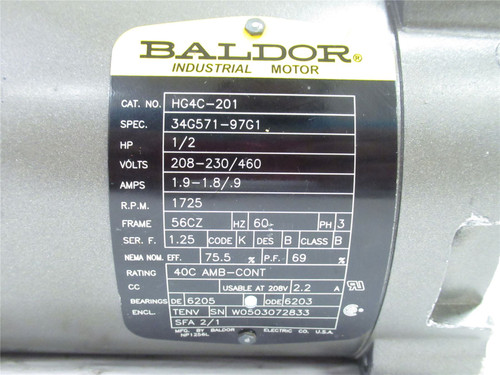 BALDOR®
INDUSTRIAL MOTOR
CAT. NO. HG4C-201
SPEC. 34G571-97G1
HP 1/2
VOLTS 208-230/460
AMPS 1.9-1.8/.9
R.P.M. 1725
FRAME 56CZ HZ 60 PH 3
SER. F. 1.25 CODE K DES B CLASS B
NEMA NOM. EFF. 75.5 % P.F. 69 %
RATING 40C AMB-CONT
CC USABLE AT 208V 2.2 A
BEARINGS DE 6205 ODE 6203
ENCL. TENV SN W0503072833
SFA 2/1
MFG. BY BALDOR ELECTRIC CO. U.S.A.
NP1256L